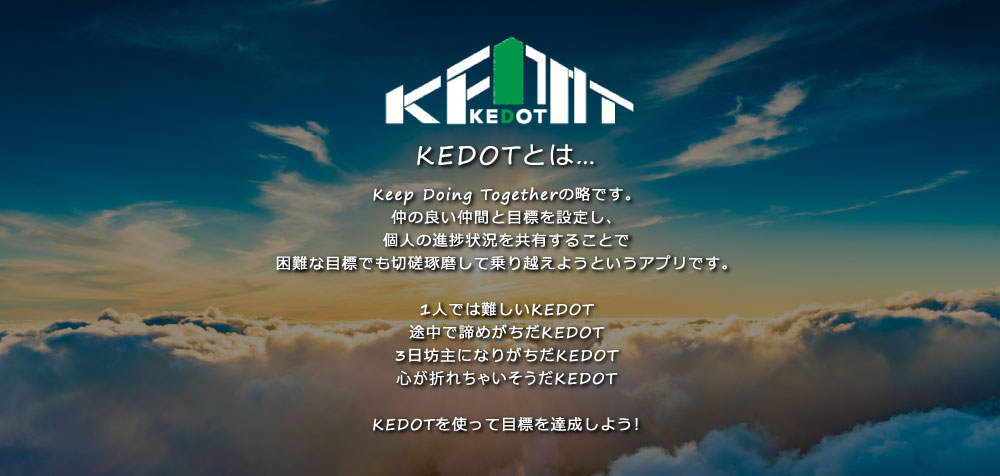 KEDOT
KEDOT
KEDOTとは...
Keep Doing Togetherの略です。
仲の良い仲間と目標を設定し、
個人の進捗状況を共有することで
困難な目標でも切磋琢磨して乗り越えようというアプリです。
1人では難しいKEDOT
途中で諦めがちだKEDOT
3日坊主になりがちだKEDOT
心が折れちゃいそうだKEDOT
KEDOTを使って目標を達成しよう!